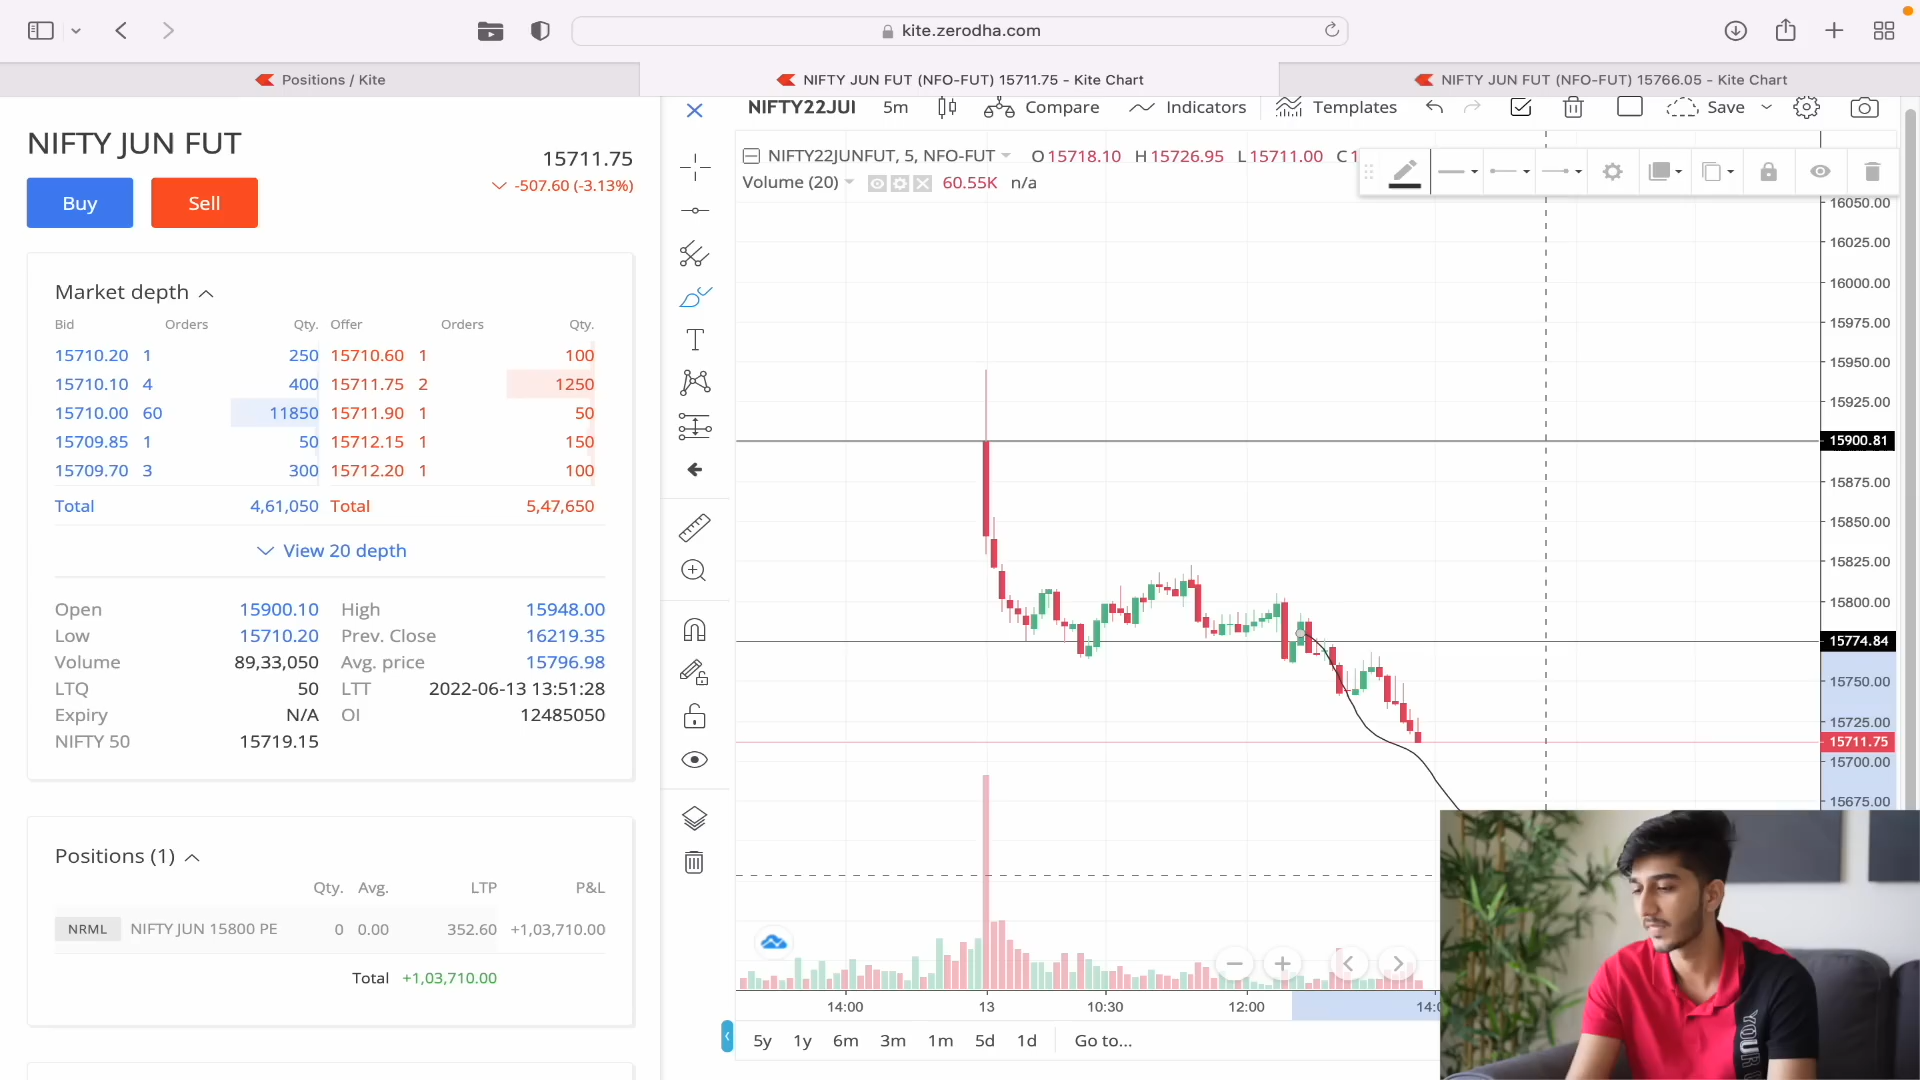 kite.zerodha.com
Positions / Kite
NIFTY JUN FUT (NFO-FUT) 15711.75 - Kite Chart
NIFTY JUN FUT (NFO-FUT) 15766.05 - Kite Chart
NIFTY JUN FUT
15711.75
-507.60 (-3.13%)
Buy
Sell
Market depth
Bid Orders Qty. Offer Orders Qty.
15710.20 1 250 15710.60 1 100
15710.10 4 400 15711.75 2 1250
15710.00 60 11850 15711.90 1 50
15709.85 1 50 15712.15 1 150
15709.70 3 300 15712.20 1 100
Total 4,61,050 Total 5,47,650
View 20 depth
Open 15900.10 High 15948.00
Low 15710.20 Prev. Close 16219.35
Volume 89,33,050 Avg. price 15796.98
LTQ 50 LTT 2022-06-13 13:51:28
Expiry N/A OI 12485050
NIFTY 50 15719.15
Positions (1)
Qty. Avg. LTP P&L
NRML NIFTY JUN 15800 PE 0 0.00 352.60 +1,03,710.00
Total +1,03,710.00
NIFTY22JUI 5m Compare Indicators Templates Save
NIFTY22JUNFUT, 5, NFO-FUT O15718.10 H15726.95 L15711.00 C1
Volume (20) 60.55K n/a
16050.00
16025.00
16000.00
15975.00
15950.00
15925.00
15900.81
15875.00
15850.00
15825.00
15800.00
15774.84
15750.00
15725.00
15711.75
15700.00
15675.00
14:00 13 10:30 12:00 14:0
5y 1y 6m 3m 1m 5d 1d Go to...
YOUR